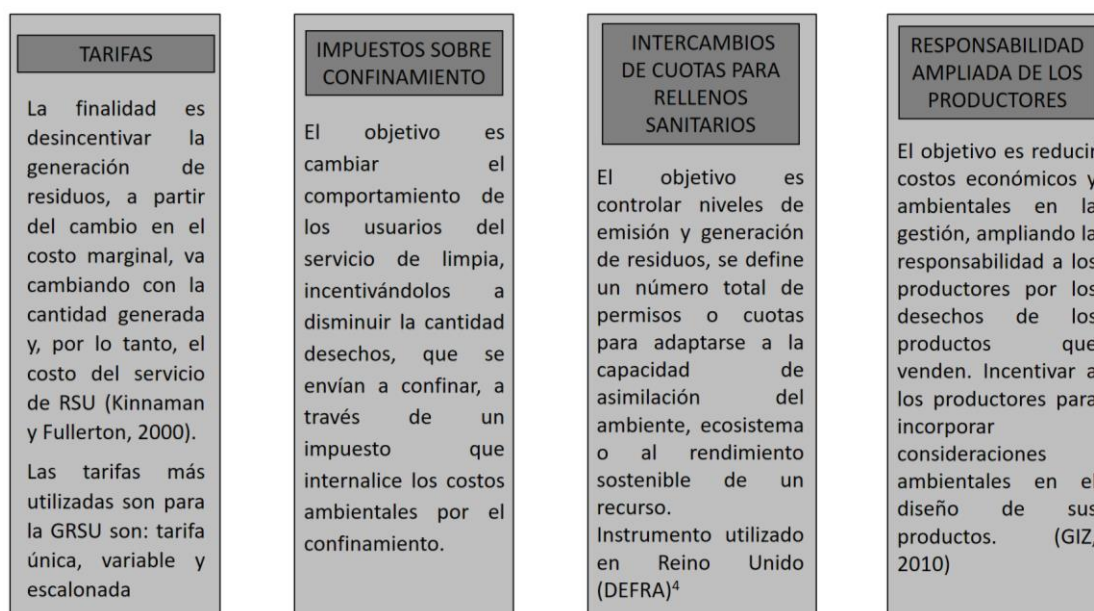 TARIFAS
La finalidad es
desincentivar la
generación de
residuos, a partir
del cambio en el
costo marginal, va
cambiando con la
cantidad generada
y, por lo tanto, el
costo del servicio
de RSU (Kinnaman
y Fullerton, 2000).
Las tarifas más
utilizadas son para
la GRSU son: tarifa
única, variable y
escalonada
IMPUESTOS SOBRE
CONFINAMIENTO
El objetivo es
cambiar el
comportamiento de
los usuarios del
servicio de limpia,
incentivándolos a
disminuir la cantidad
desechos, que se
envían a confinar, a
través de un
impuesto que
internalice los costos
ambientales por el
confinamiento.
INTERCAMBIOS
DE CUOTAS PARA
RELLENOS
SANITARIOS
El objetivo es
controlar niveles de
emisión y generación
de residuos, se define
un número total de
permisos o cuotas
para adaptarse a la
capacidad de
asimilación del
ambiente, ecosistema
o al rendimiento
sostenible de un
recurso.
Instrumento utilizado
en Reino Unido
(DEFRA)4
RESPONSABILIDAD
AMPLIADA DE LOS
PRODUCTORES
El objetivo es reducir
costos económicos y
ambientales en la
gestión, ampliando la
responsabilidad a los
productores por los
desechos de los
productos que
venden. Incentivar a
los productores para
incorporar
consideraciones
ambientales en el
diseño de sus
productos. (GIZ,
2010)